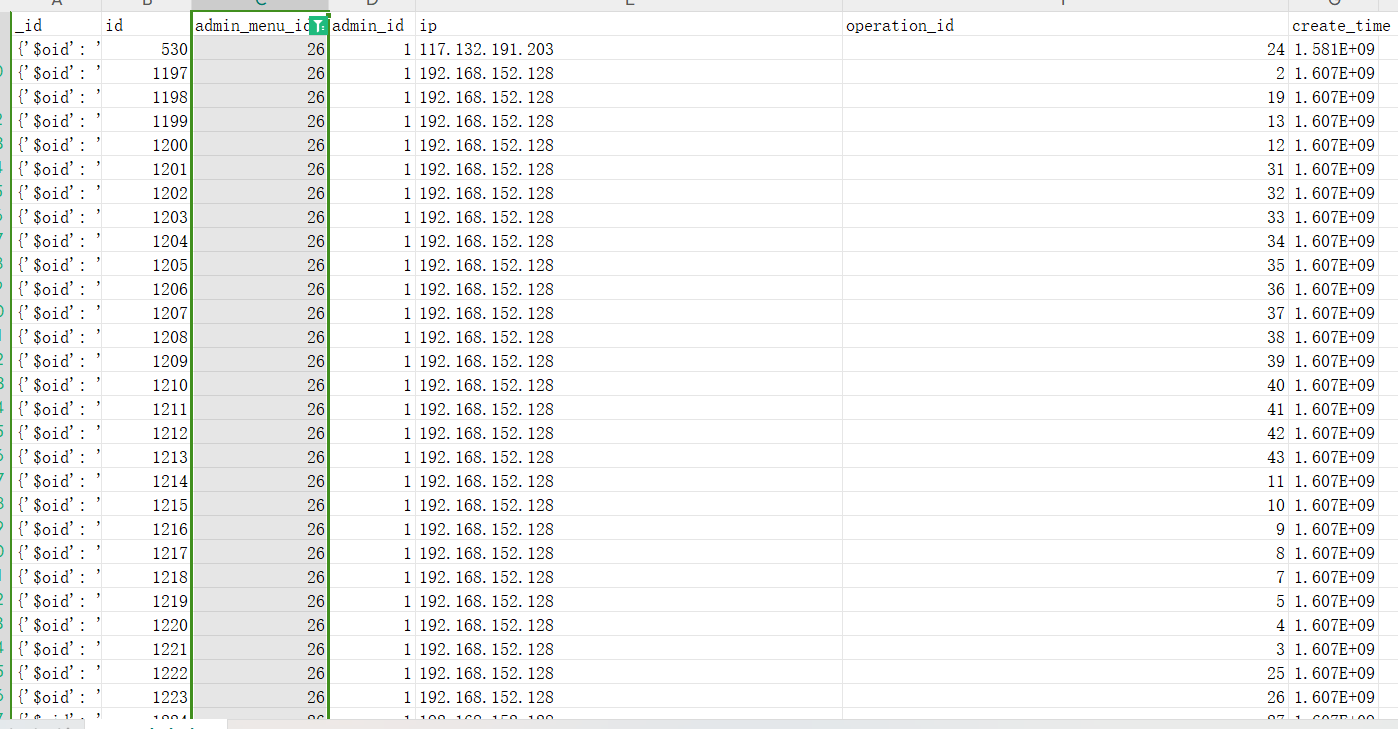 _id id admin_menu_id admin_id ip operation_id create_time
{'$oid': ' 530 26 1 117.132.191.203 24 1.581E+09
{'$oid': ' 1197 26 1 192.168.152.128 2 1.607E+09
{'$oid': ' 1198 26 1 192.168.152.128 19 1.607E+09
{'$oid': ' 1199 26 1 192.168.152.128 13 1.607E+09
{'$oid': ' 1200 26 1 192.168.152.128 12 1.607E+09
{'$oid': ' 1201 26 1 192.168.152.128 31 1.607E+09
{'$oid': ' 1202 26 1 192.168.152.128 32 1.607E+09
{'$oid': ' 1203 26 1 192.168.152.128 33 1.607E+09
{'$oid': ' 1204 26 1 192.168.152.128 34 1.607E+09
{'$oid': ' 1205 26 1 192.168.152.128 35 1.607E+09
{'$oid': ' 1206 26 1 192.168.152.128 36 1.607E+09
{'$oid': ' 1207 26 1 192.168.152.128 37 1.607E+09
{'$oid': ' 1208 26 1 192.168.152.128 38 1.607E+09
{'$oid': ' 1209 26 1 192.168.152.128 39 1.607E+09
{'$oid': ' 1210 26 1 192.168.152.128 40 1.607E+09
{'$oid': ' 1211 26 1 192.168.152.128 41 1.607E+09
{'$oid': ' 1212 26 1 192.168.152.128 42 1.607E+09
{'$oid': ' 1213 26 1 192.168.152.128 43 1.607E+09
{'$oid': ' 1214 26 1 192.168.152.128 11 1.607E+09
{'$oid': ' 1215 26 1 192.168.152.128 10 1.607E+09
{'$oid': ' 1216 26 1 192.168.152.128 9 1.607E+09
{'$oid': ' 1217 26 1 192.168.152.128 8 1.607E+09
{'$oid': ' 1218 26 1 192.168.152.128 7 1.607E+09
{'$oid': ' 1219 26 1 192.168.152.128 5 1.607E+09
{'$oid': ' 1220 26 1 192.168.152.128 4 1.607E+09
{'$oid': ' 1221 26 1 192.168.152.128 3 1.607E+09
{'$oid': ' 1222 26 1 192.168.152.128 25 1.607E+09
{'$oid': ' 1223 26 1 192.168.152.128 26 1.607E+09